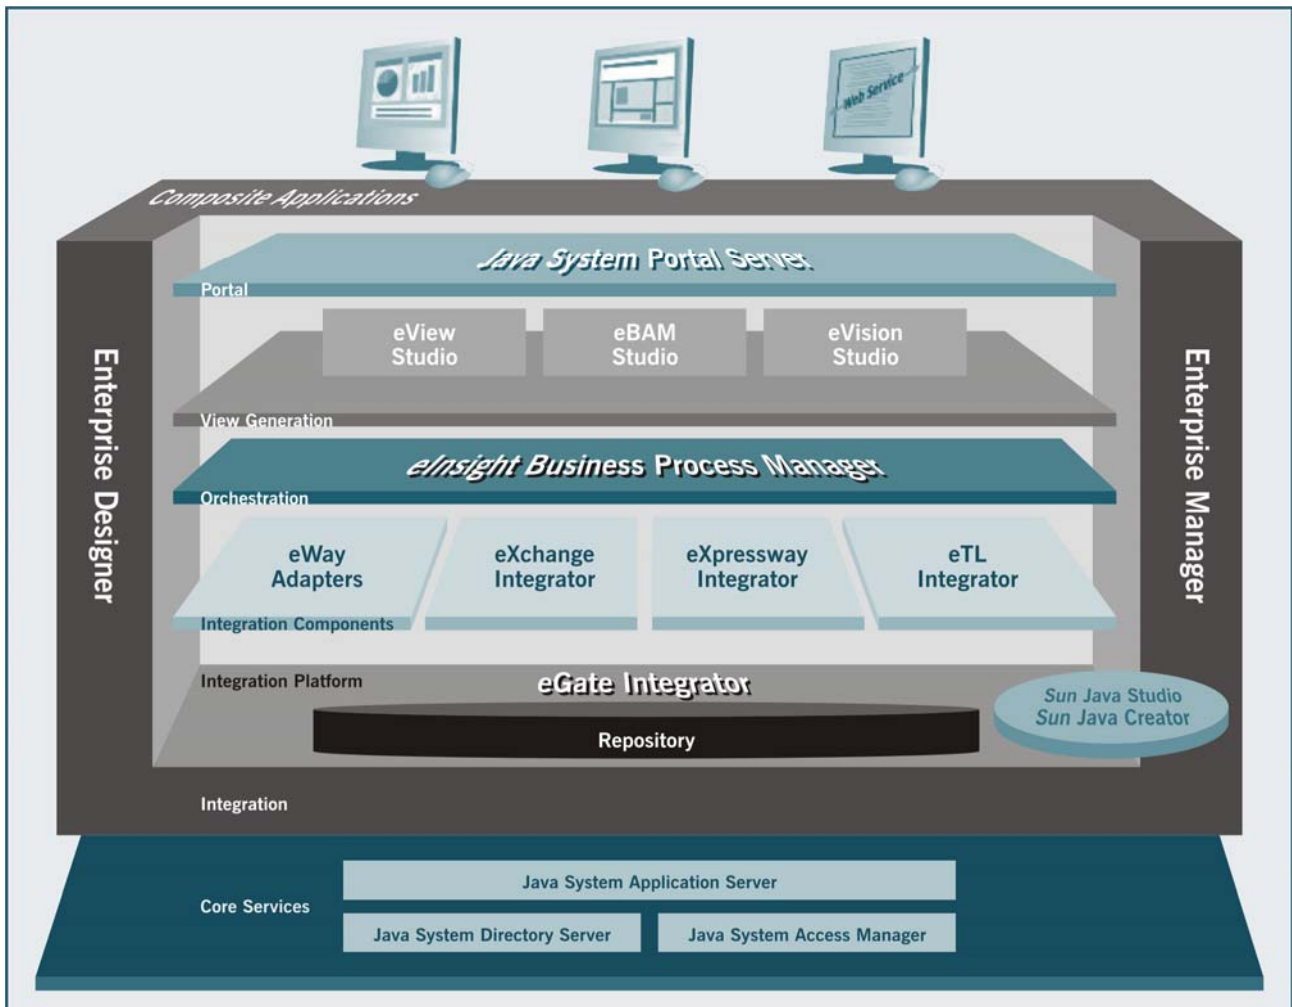 Web Service
Composite Applications
Java System Portal Server
Portal
eView
Studio
eBAM
Studio
eVision
Studio
View Generation
eInsight Business Process Manager
Orchestration
eWay
Adapters
eXchange
Integrator
eXpressway
Integrator
eTL
Integrator
Integration Components
Enterprise Designer
Enterprise Manager
Integration Platform
eGate Integrator
Repository
Sun Java Studio
Sun Java Creator
Integration
Core Services
Java System Application Server
Java System Directory Server
Java System Access Manager